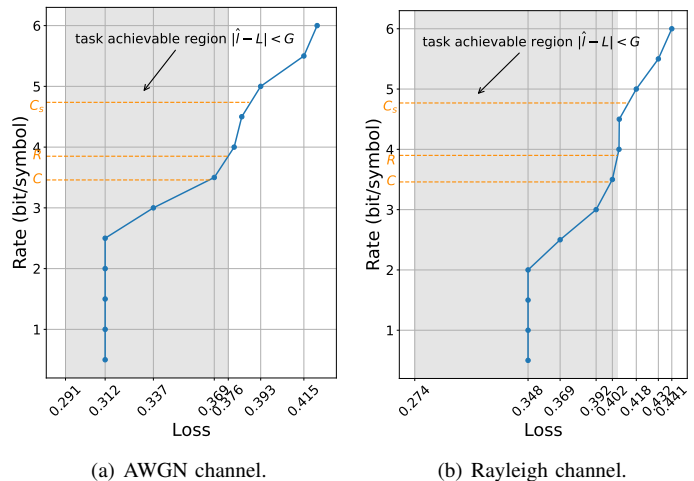 task achievable region |l̂ − L| < G
Rate (bit/symbol)
6
5
4
3
2
1
C_s
R
C
0.291
0.312
0.337
0.369
0.376
0.393
0.415
Loss
(a) AWGN channel.
task achievable region |l̂ − L| < G
Rate (bit/symbol)
6
5
4
3
2
1
C_s
R
C
0.274
0.348
0.369
0.392
0.402
0.418
0.432
0.441
Loss
(b) Rayleigh channel.